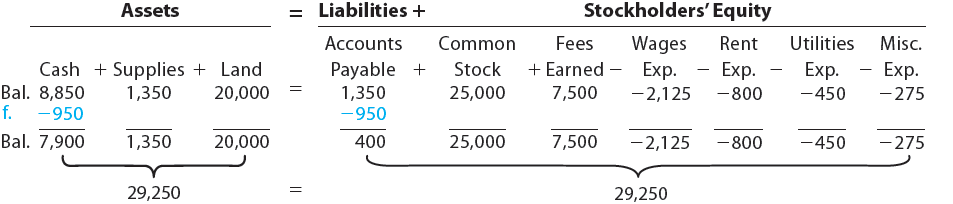 Assets = Liabilities + Stockholders' Equity
Accounts Common Fees Wages Rent Utilities Misc.
Cash + Supplies + Land Payable + Stock + Earned – Exp. – Exp. – Exp. – Exp.
Bal. 8,850 1,350 20,000 = 1,350 25,000 7,500 −2,125 −800 −450 −275
f. −950 −950
Bal. 7,900 1,350 20,000 400 25,000 7,500 −2,125 −800 −450 −275
29,250 = 29,250